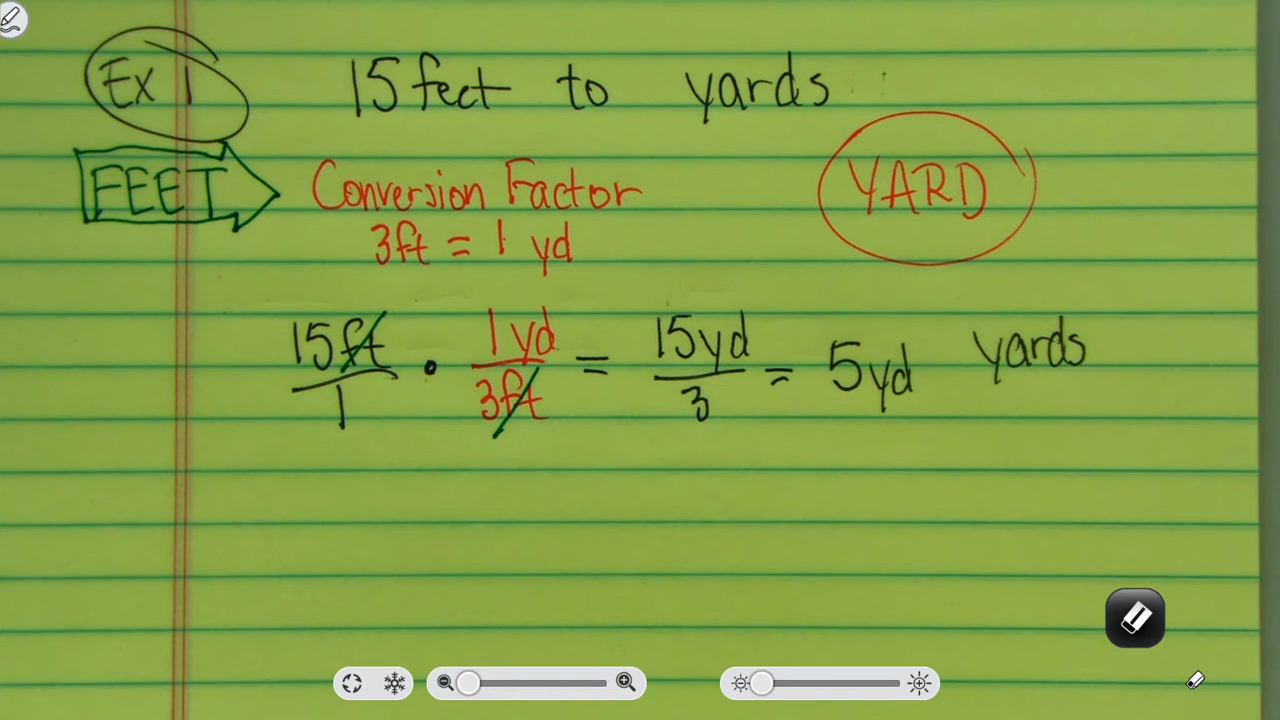 Ex 1 15 feet to yards
FEET Conversion Factor YARD
3ft = 1 yd
15ft/1 · 1yd/3ft = 15yd/3 = 5yd yards